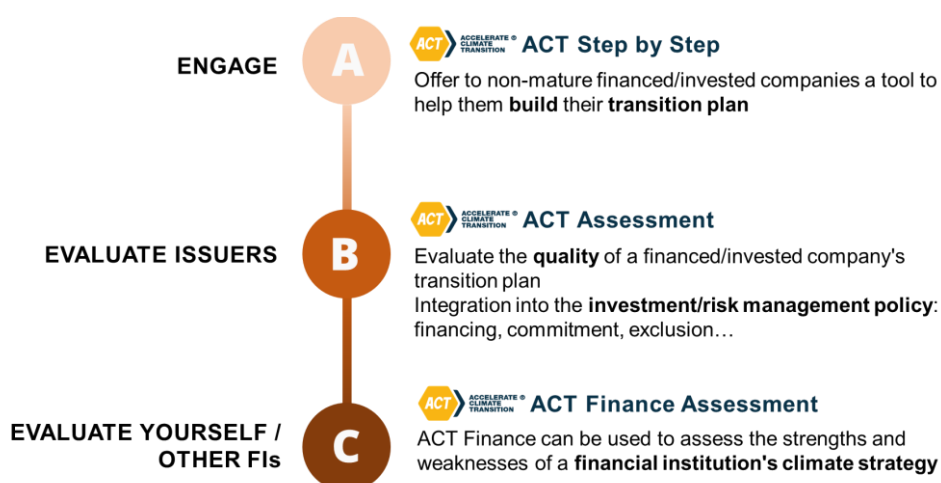 ENGAGE
A
ACT
ACCELERATE ®
CLIMATE
TRANSITION
ACT Step by Step
Offer to non-mature financed/invested companies a tool to
help them build their transition plan
EVALUATE ISSUERS
B
ACT
ACCELERATE ®
CLIMATE
TRANSITION
ACT Assessment
Evaluate the quality of a financed/invested company's
transition plan
Integration into the investment/risk management policy:
financing, commitment, exclusion…
EVALUATE YOURSELF /
OTHER FIs
C
ACT
ACCELERATE ®
CLIMATE
TRANSITION
ACT Finance Assessment
ACT Finance can be used to assess the strengths and
weaknesses of a financial institution's climate strategy